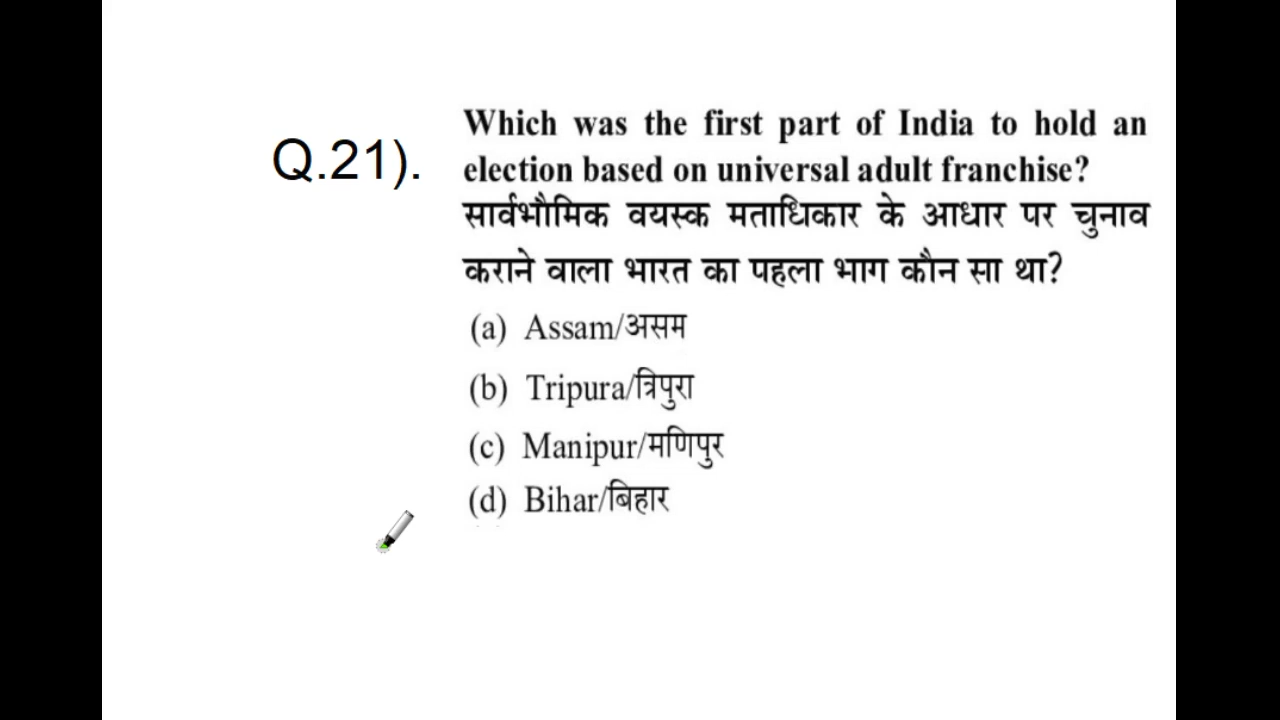 Q.21).
Which was the first part of India to hold an
election based on universal adult franchise?
सार्वभौमिक वयस्क मताधिकार के आधार पर चुनाव
कराने वाला भारत का पहला भाग कौन सा था?
(a) Assam/असम
(b) Tripura/त्रिपुरा
(c) Manipur/मणिपुर
(d) Bihar/बिहार